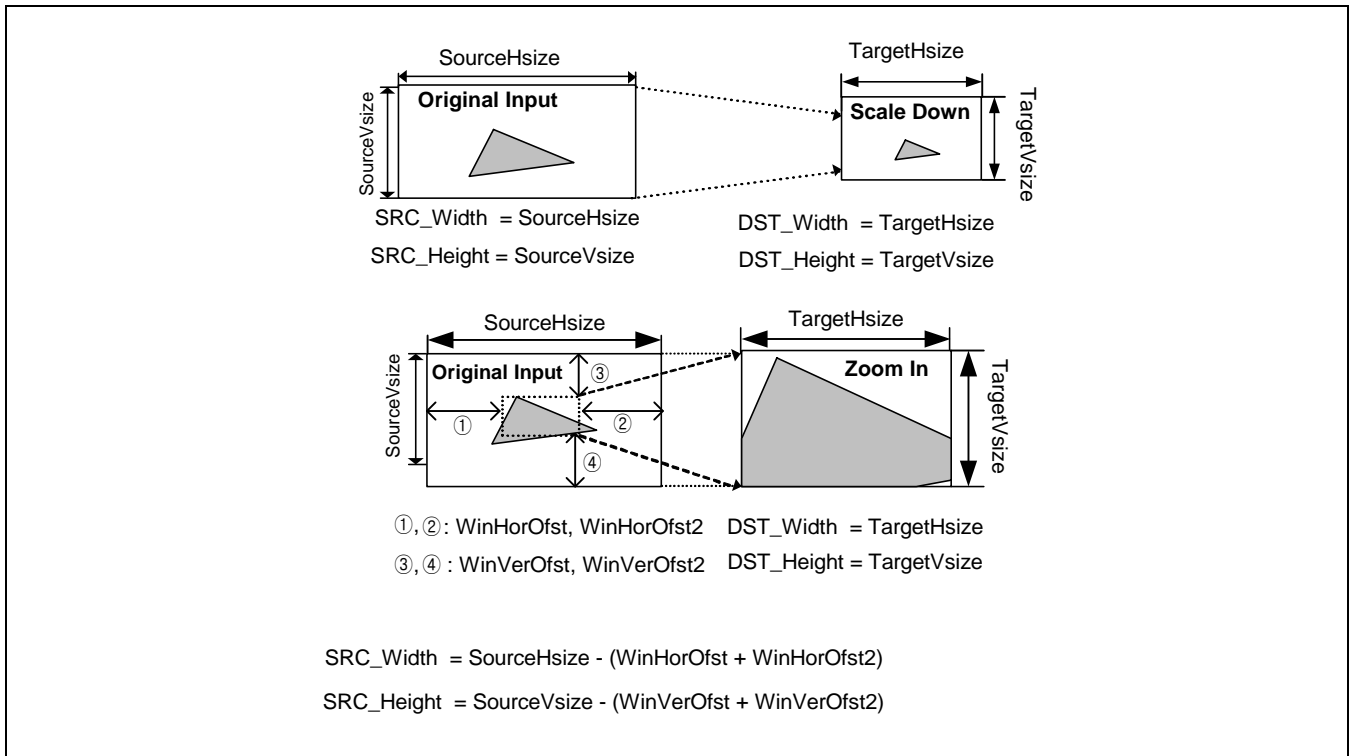 SourceHsize
TargetHsize
SourceVsize
Original Input
Scale Down
TargetVsize
SRC_Width = SourceHsize
DST_Width = TargetHsize
SRC_Height = SourceVsize
DST_Height = TargetVsize
SourceHsize
TargetHsize
SourceVsize
Original Input
③
Zoom In
TargetVsize
①
②
④
①,②: WinHorOfst, WinHorOfst2
DST_Width = TargetHsize
③,④ : WinVerOfst, WinVerOfst2
DST_Height = TargetVsize
SRC_Width = SourceHsize - (WinHorOfst + WinHorOfst2)
SRC_Height = SourceVsize - (WinVerOfst + WinVerOfst2)